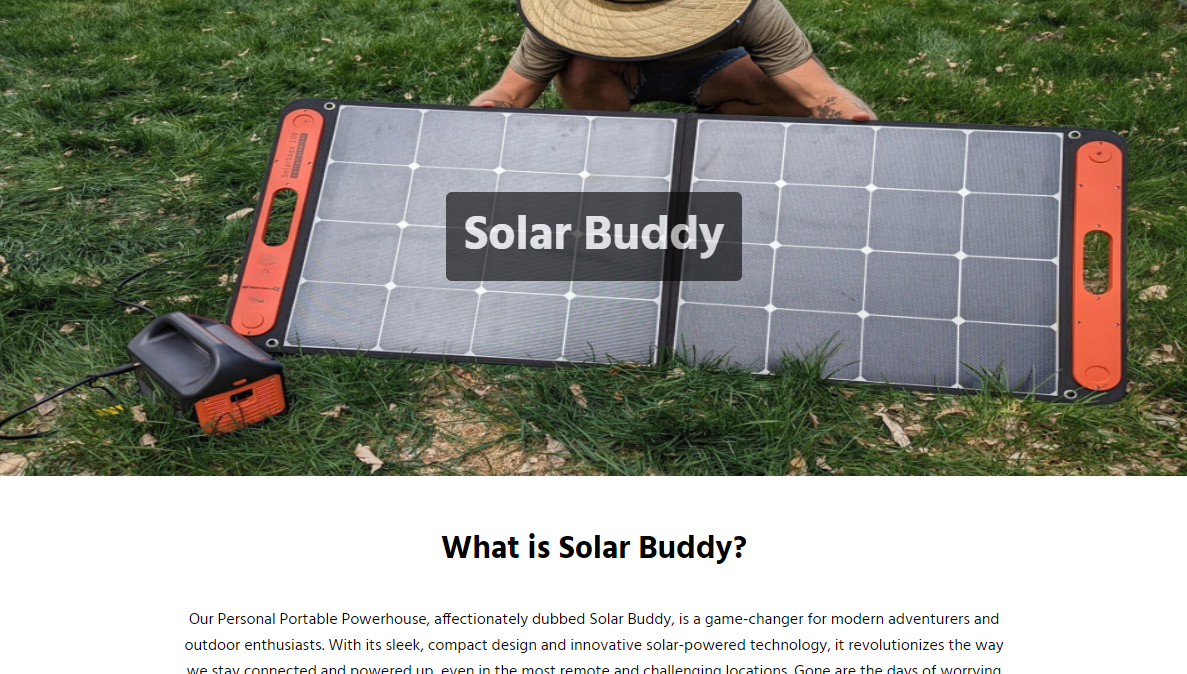 SolarSaga 100
Solar Buddy
What is Solar Buddy?
Our Personal Portable Powerhouse, affectionately dubbed Solar Buddy, is a game-changer for modern adventurers and
outdoor enthusiasts. With its sleek, compact design and innovative solar-powered technology, it revolutionizes the way
we stay connected and powered up, even in the most remote and challenging locations. Gone are the days of worrying